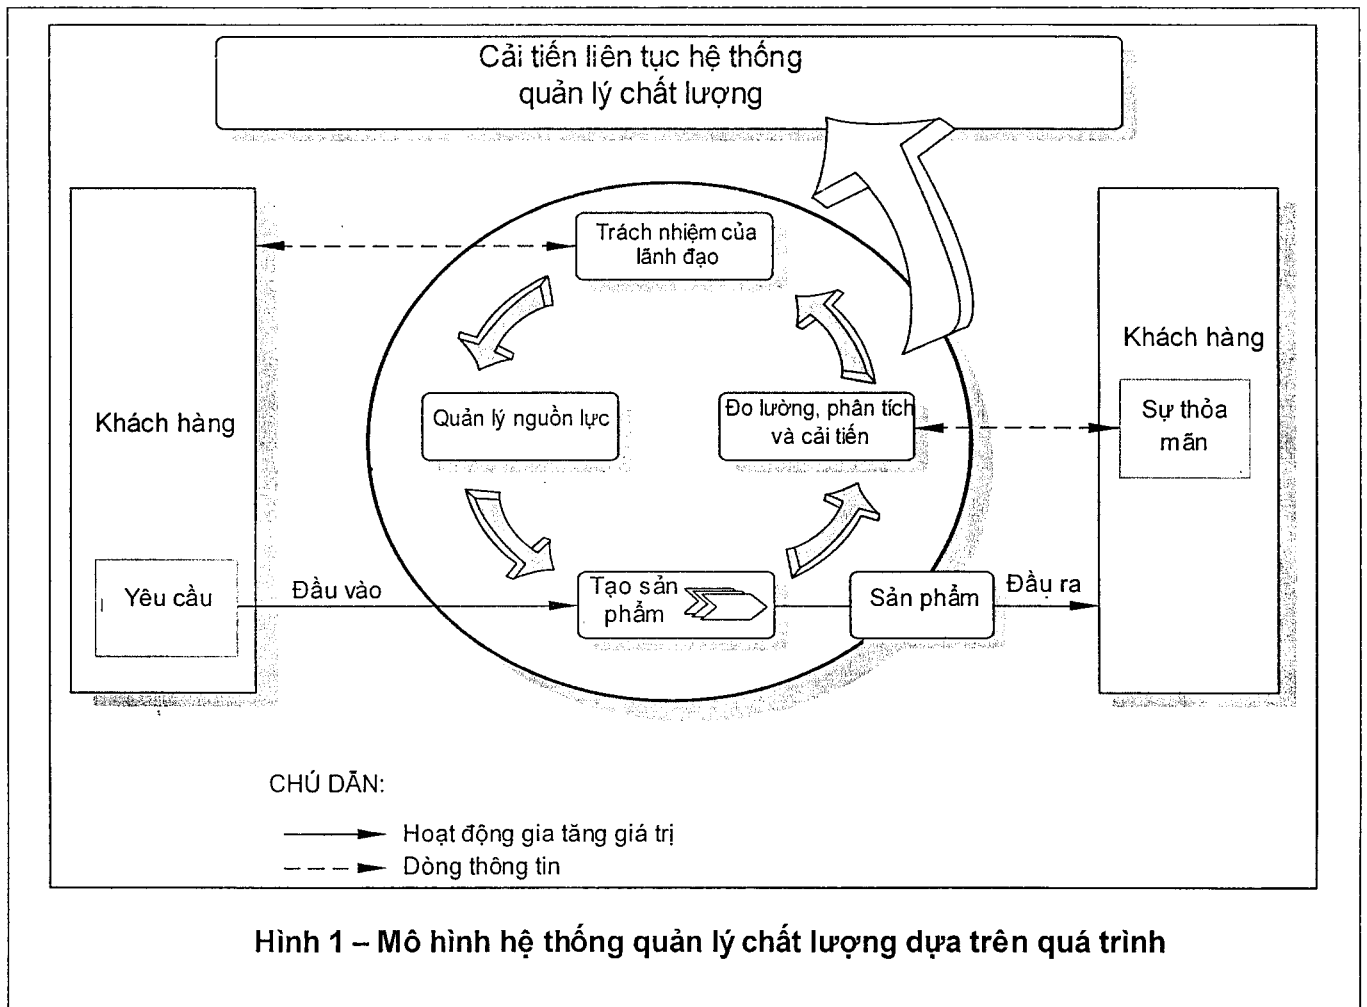 Cải tiến liên tục hệ thống
quản lý chất lượng
Trách nhiệm của
lãnh đạo
Khách hàng
Khách hàng
Quản lý nguồn lực
Đo lường, phân tích
và cải tiến
Sự thỏa
mãn
Yêu cầu
Đầu vào
Tạo sản
phẩm
Sản phẩm
Đầu ra
CHÚ DẪN:
Hoạt động gia tăng giá trị
Dòng thông tin
Hình 1 – Mô hình hệ thống quản lý chất lượng dựa trên quá trình